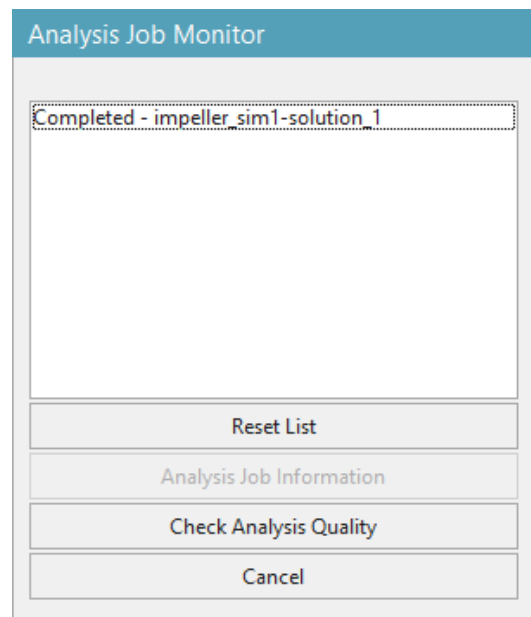 Analysis Job Monitor
Completed - impeller_sim1-solution_1
Reset List
Analysis Job Information
Check Analysis Quality
Cancel